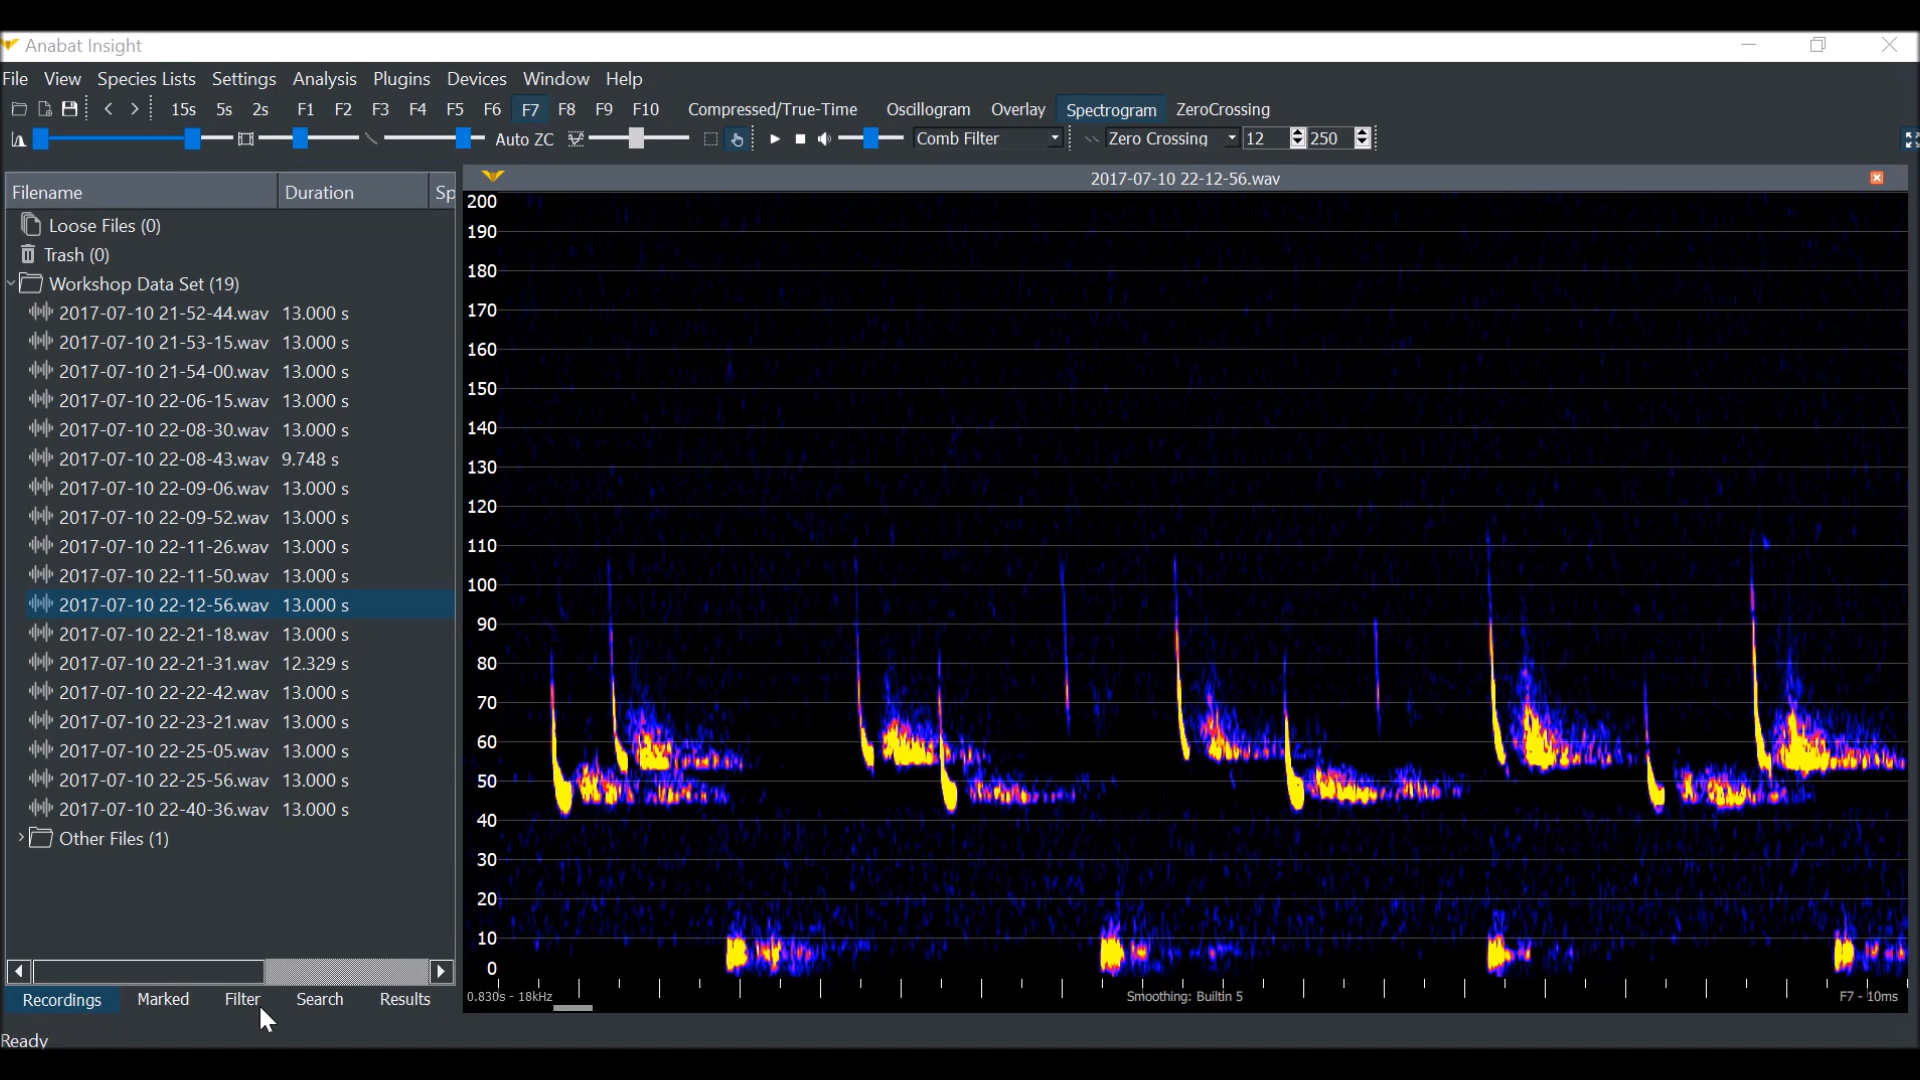 Anabat Insight
File View Species Lists Settings Analysis Plugins Devices Window Help
15s 5s 2s F1 F2 F3 F4 F5 F6 F7 F8 F9 F10 Compressed/True-Time Oscillogram Overlay Spectrogram ZeroCrossing
Auto ZC Comb Filter Zero Crossing 12 250
Filename Duration Sp
Loose Files (0)
Trash (0)
Workshop Data Set (19)
2017-07-10 21-52-44.wav 13.000 s
2017-07-10 21-53-15.wav 13.000 s
2017-07-10 21-54-00.wav 13.000 s
2017-07-10 22-06-15.wav 13.000 s
2017-07-10 22-08-30.wav 13.000 s
2017-07-10 22-08-43.wav 9.748 s
2017-07-10 22-09-06.wav 13.000 s
2017-07-10 22-09-52.wav 13.000 s
2017-07-10 22-11-26.wav 13.000 s
2017-07-10 22-11-50.wav 13.000 s
2017-07-10 22-12-56.wav 13.000 s
2017-07-10 22-21-18.wav 13.000 s
2017-07-10 22-21-31.wav 12.329 s
2017-07-10 22-22-42.wav 13.000 s
2017-07-10 22-23-21.wav 13.000 s
2017-07-10 22-25-05.wav 13.000 s
2017-07-10 22-25-56.wav 13.000 s
2017-07-10 22-40-36.wav 13.000 s
Other Files (1)
Recordings Marked Filter Search Results
Ready
2017-07-10 22-12-56.wav
200
190
180
170
160
150
140
130
120
110
100
90
80
70
60
50
40
30
20
10
0
0.830s - 18kHz Smoothing: Builtin 5 F7 - 10ms